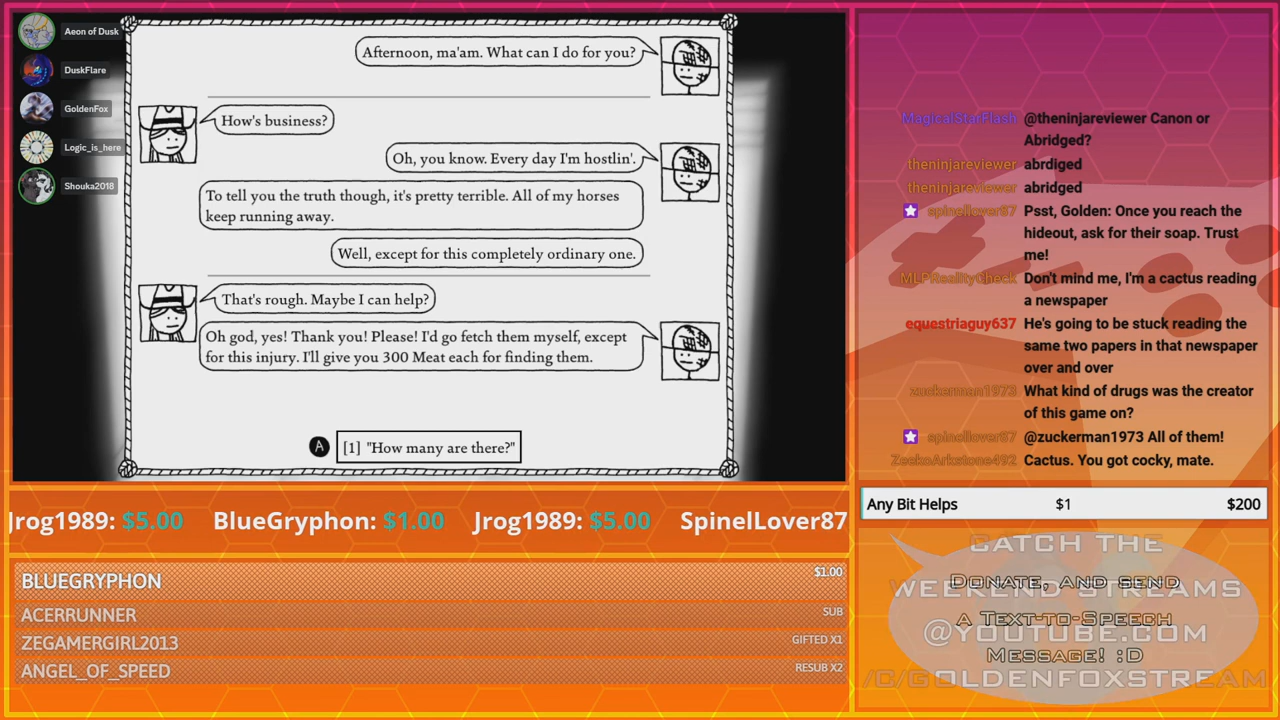 Aeon of Dusk
DuskFlare
GoldenFox
Logic_is_here
Shouka2018
Afternoon, ma'am. What can I do for you?
How's business?
Oh, you know. Every day I'm hostlin'.
To tell you the truth though, it's pretty terrible. All of my horses
keep running away.
Well, except for this completely ordinary one.
That's rough. Maybe I can help?
Oh god, yes! Thank you! Please! I'd go fetch them myself, except
for this injury. I'll give you 300 Meat each for finding them.
A [1] "How many are there?"
MagicalStarFlash @theninjareviewer Canon or
Abridged?
theninjareviewer abrdiged
theninjareviewer abridged
spinellover87 Psst, Golden: Once you reach the
hideout, ask for their soap. Trust
me!
MLPRealityCheck Don't mind me, I'm a cactus reading
a newspaper
equestriaguy637 He's going to be stuck reading the
same two papers in that newspaper
over and over
zuckerman1973 What kind of drugs was the creator
of this game on?
spinellover87 @zuckerman1973 All of them!
ZeekoArkstone492 Cactus. You got cocky, mate.
Any Bit Helps $1 $200
Jrog1989: $5.00 BlueGryphon: $1.00 Jrog1989: $5.00 SpinelLover87
BLUEGRYPHON $1.00
ACERRUNNER SUB
ZEGAMERGIRL2013 GIFTED X1
ANGEL_OF_SPEED RESUB X2
CATCH THE
Donate, and send
WEEKEND STREAMS
a Text-to-Speech
@YOUTUBE.COM
Message! :D
/C/GOLDENFOXSTREAM